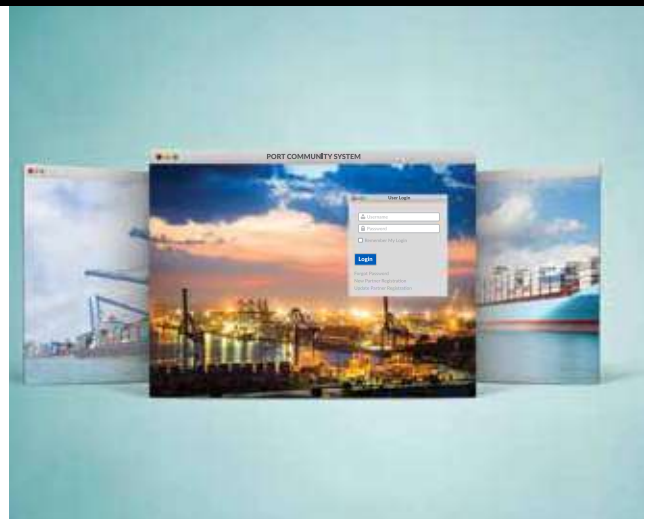 PORT COMMUNITY SYSTEM
User Login
Username
Password
Remember My Login
Login
Forgot Password
New Partner Registration
Update Partner Registration